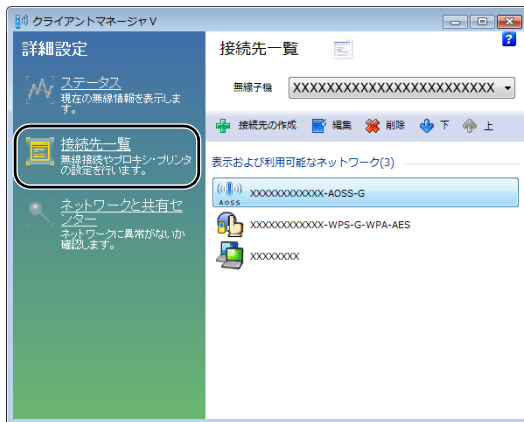 クライアントマネージャV
詳細設定
ステータス
現在の無線情報を表示しま
す。
接続先一覧
無線接続やプロキシ・プリンタ
の設定を行います。
ネットワークと共有セ
ンター
ネットワークに異常がないか
確認します。
接続先一覧
?
無線子機 XXXXXXXXXXXXXXXXXXXXXXXXX
接続先の作成 編集 削除 下 上
表示および利用可能なネットワーク(3)
AOSS XXXXXXXXXXXX-AOSS-G
XXXXXXXXXXXX-WPS-G-WPA-AES
XXXXXXXX